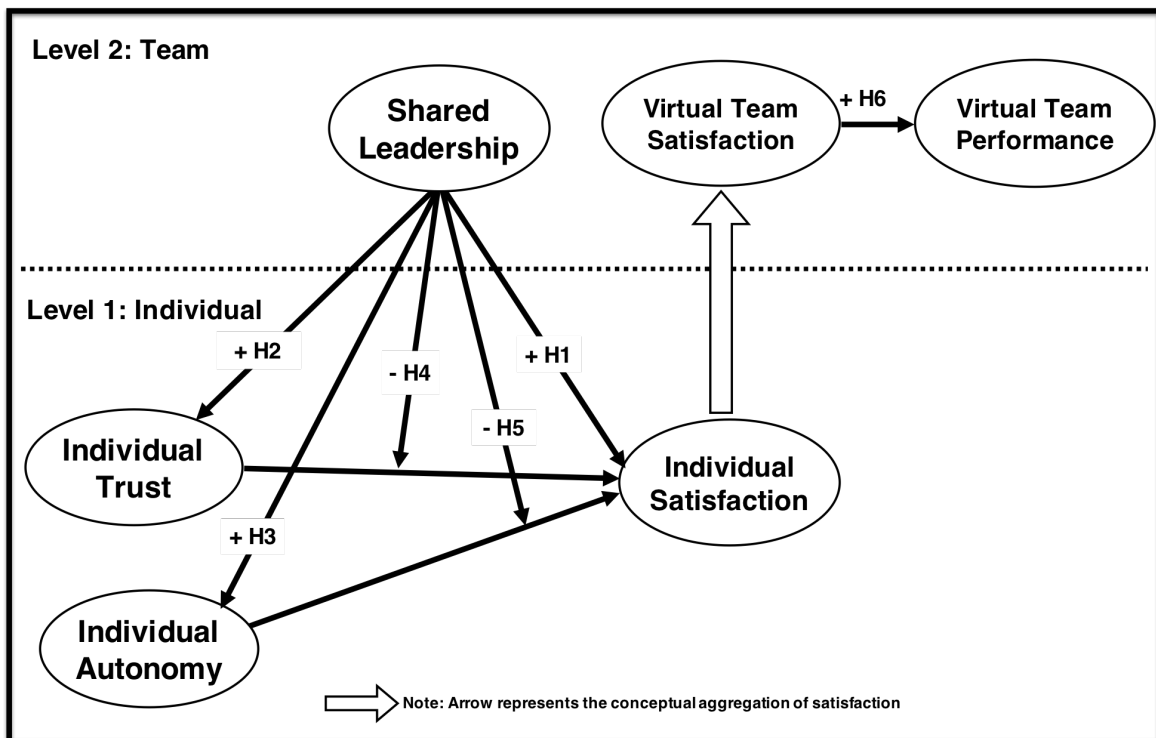 Level 2: Team
Shared
Leadership
Virtual Team
Satisfaction
+ H6
Virtual Team
Performance
Level 1: Individual
+ H2
- H4
+ H1
- H5
Individual
Trust
Individual
Satisfaction
+ H3
Individual
Autonomy
Note: Arrow represents the conceptual aggregation of satisfaction